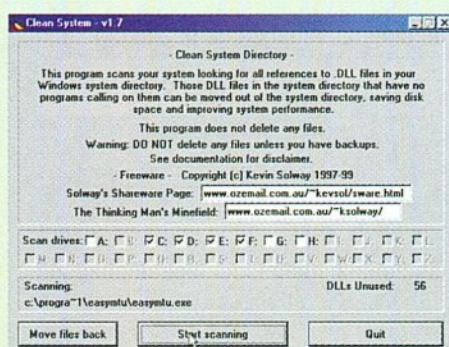 Clean System - v1.7
- Clean System Directory -
This program scans your system looking for all references to .DLL files in your
Windows system directory. Those DLL files in the system directory that have no
programs calling on them can be moved out of the system directory, saving disk
space and improving system performance.
This program does not delete any files.
Warning: DO NOT delete any files unless you have backups.
See documentation for disclaimer.
- Freeware - Copyright (c) Kevin Solway 1997-99
Solway's Shareware Page: www.ozemail.com.au/~kevsol/sware.html
The Thinking Man's Minefield: www.ozemail.com.au/~ksolway/
Scan drives: A: B: C: D: E: F: G: H: I: J: K: L:
M: N: O: P: Q: R: S: T: U: V: W: X: Y: Z:
Scanning: DLLs Unused: 56
c:\progra~1\easymtu\easymtu.exe
Move files back Start scanning Quit